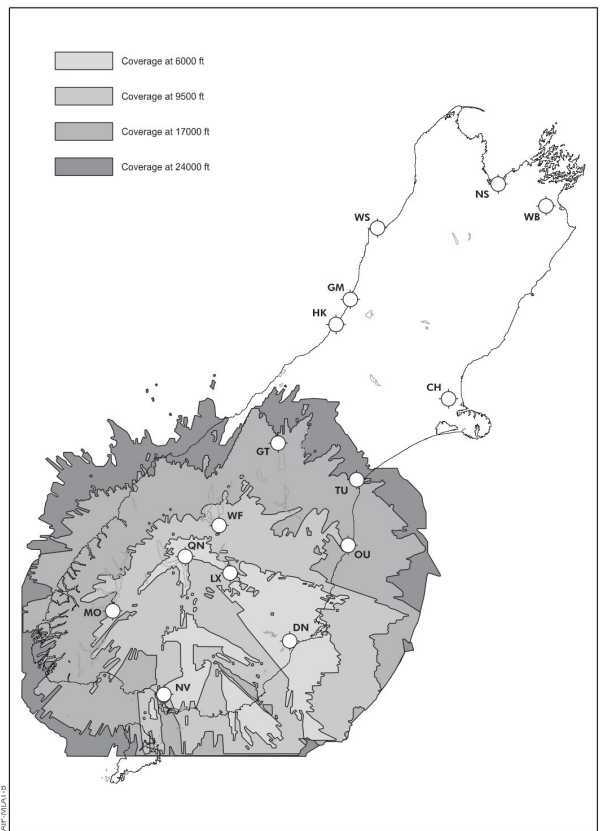 Coverage at 6000 ft
Coverage at 9500 ft
Coverage at 17000 ft
Coverage at 24000 ft
NS
WB
WS
GM
HK
CH
GT
TU
WF
OU
QN
LX
MO
DN
NV
AIP-MLAT-B